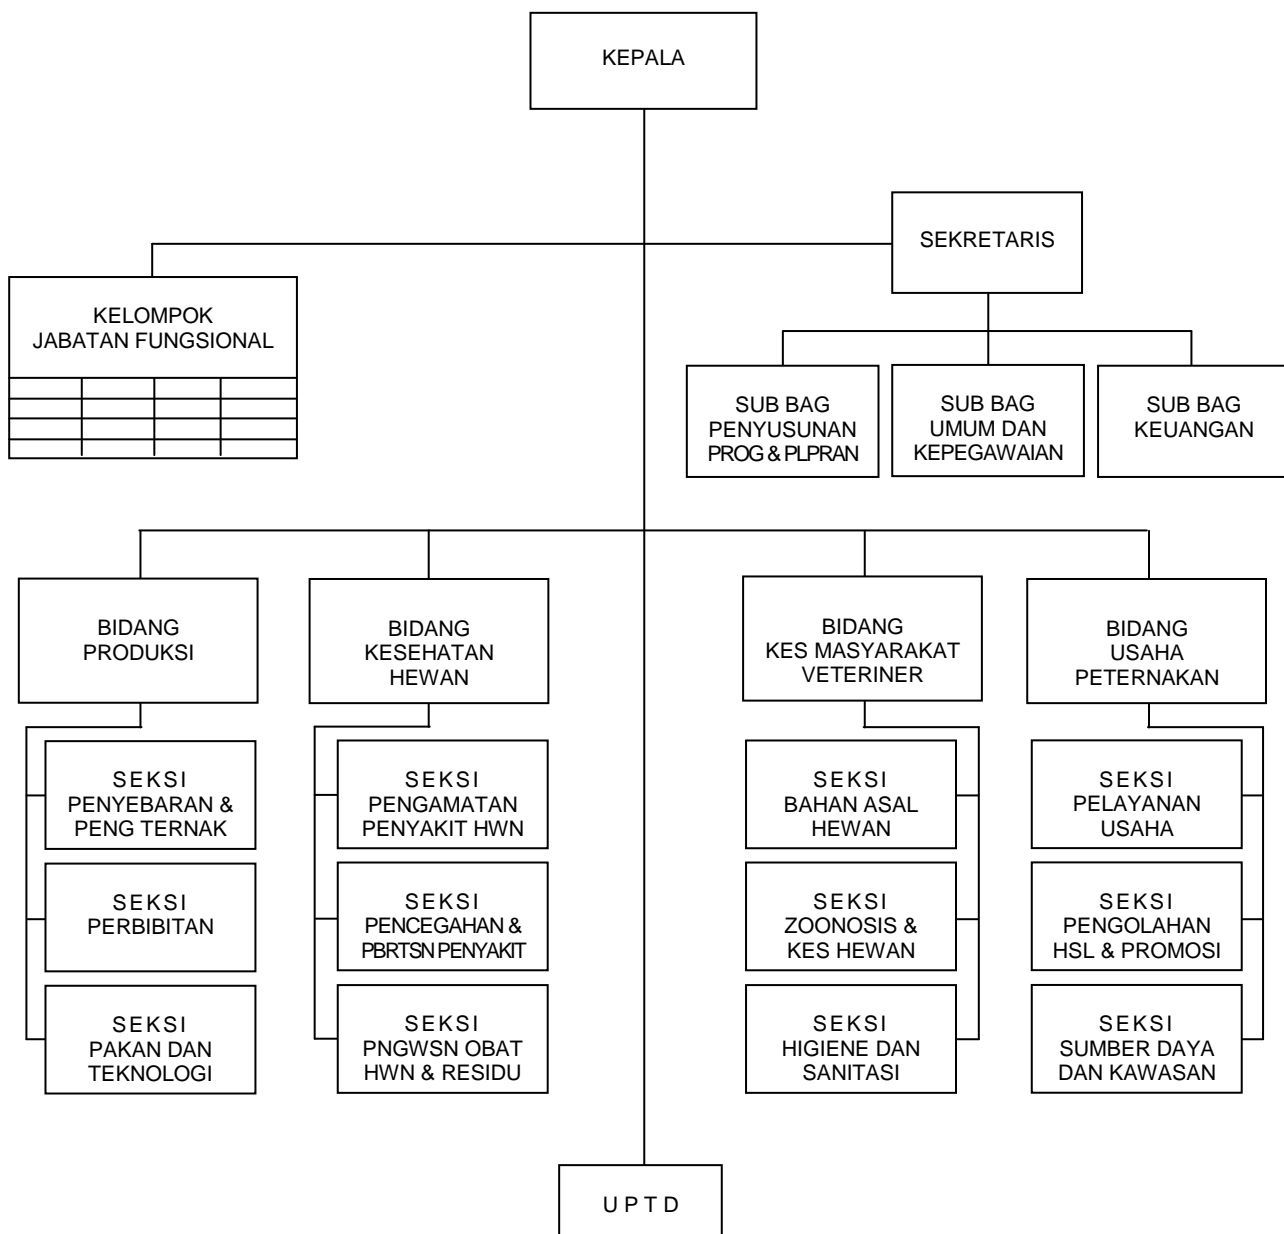 KEPALA
SEKRETARIS
KELOMPOK
JABATAN FUNGSIONAL
SUB BAG
PENYUSUNAN
PROG & PLPRAN
SUB BAG
UMUM DAN
KEPEGAWAIAN
SUB BAG
KEUANGAN
BIDANG
PRODUKSI
BIDANG
KESEHATAN
HEWAN
BIDANG
KES MASYARAKAT
VETERINER
BIDANG
USAHA
PETERNAKAN
SEKSI
PENYEBARAN &
PENG TERNAK
SEKSI
PENGAMATAN
PENYAKIT HWN
SEKSI
BAHAN ASAL
HEWAN
SEKSI
PELAYANAN
USAHA
SEKSI
PERBIBITAN
SEKSI
PENCEGAHAN &
PBRTSN PENYAKIT
SEKSI
ZOONOSIS &
KES HEWAN
SEKSI
PENGOLAHAN
HSL & PROMOSI
SEKSI
PAKAN DAN
TEKNOLOGI
SEKSI
PNGWSN OBAT
HWN & RESIDU
SEKSI
HIGIENE DAN
SANITASI
SEKSI
SUMBER DAYA
DAN KAWASAN
U P T D